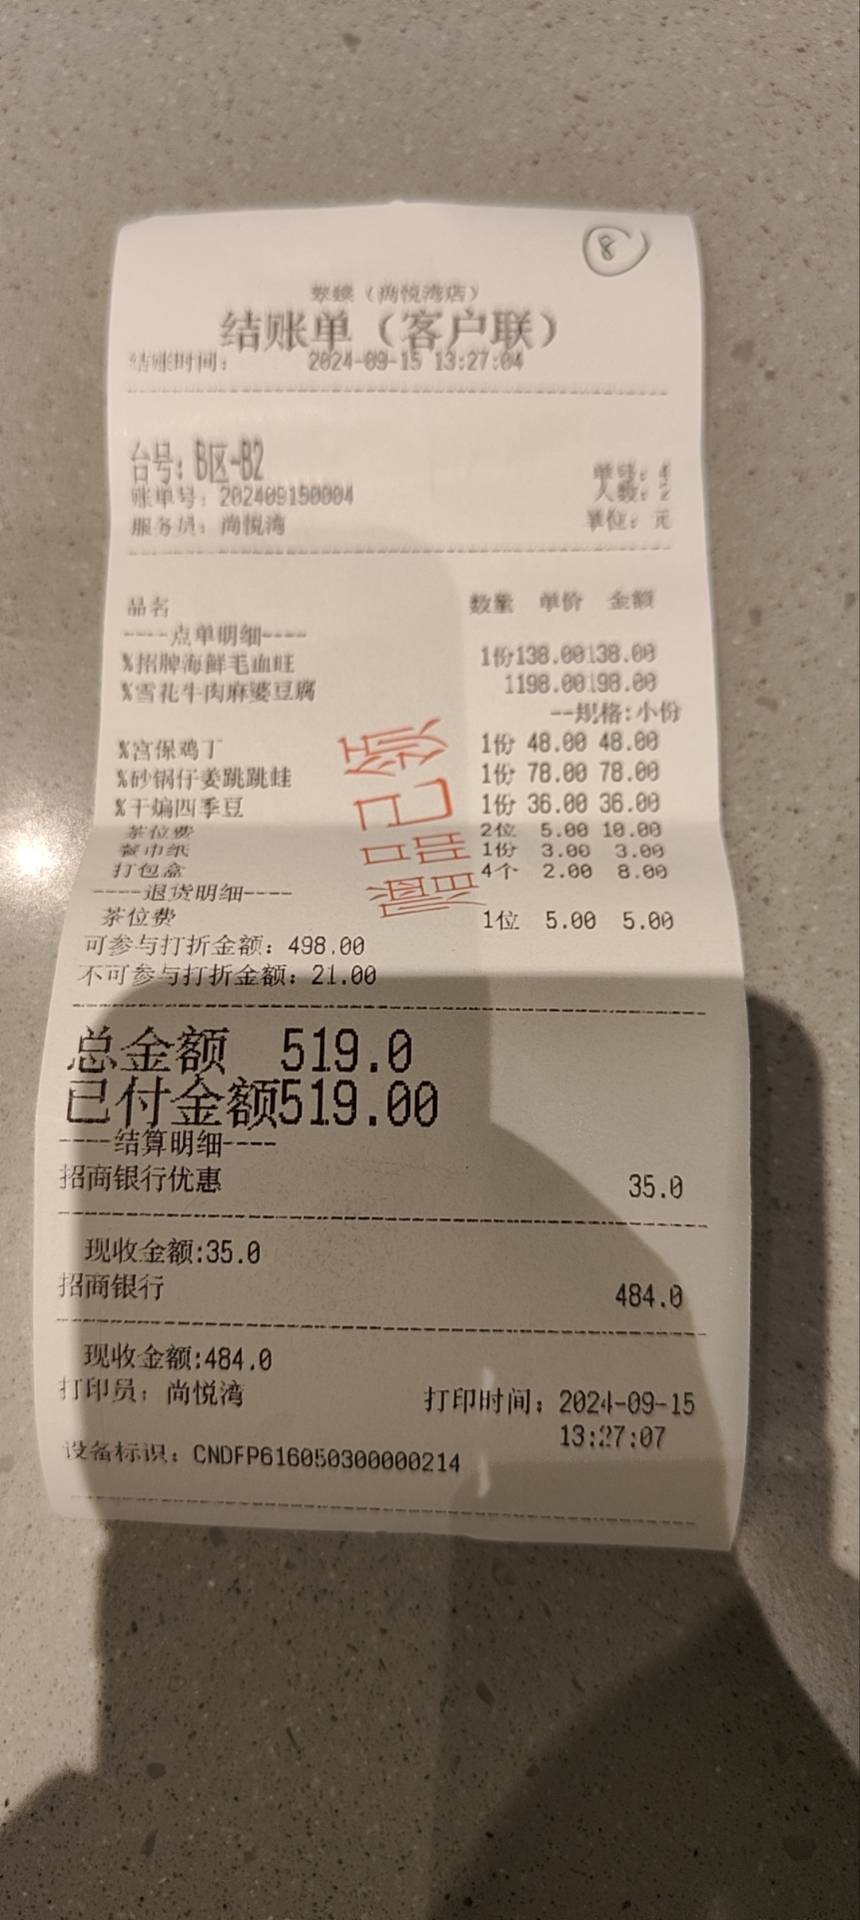 8
(尚悦湾店)
结账单(客户联)
结账时间: 2024-09-15 13:27:04
台号: B区-B2
账单号: 202409150004
人数: 2
服务员: 尚悦湾
单位: 元
品名 数量 单价 金额
----点单明细----
%招牌海鲜毛血旺 1份138.00138.00
%雪花牛肉麻婆豆腐 1198.00198.00
--规格:小份
%宫保鸡丁 1份 48.00 48.00
%砂锅仔姜跳跳蛙 1份 78.00 78.00
%干煸四季豆 1份 36.00 36.00
茶位费 2位 5.00 10.00
餐巾纸 1份 3.00 3.00
打包盒 4个 2.00 8.00
----退货明细----
茶位费 1位 5.00 5.00
可参与打折金额: 498.00
不可参与打折金额: 21.00
总金额 519.0
已付金额519.00
----结算明细----
招商银行优惠 35.0
现收金额:35.0
招商银行 484.0
现收金额:484.0
打印员: 尚悦湾 打印时间: 2024-09-15
13:27:07
设备标识: CNDFP616050300000214